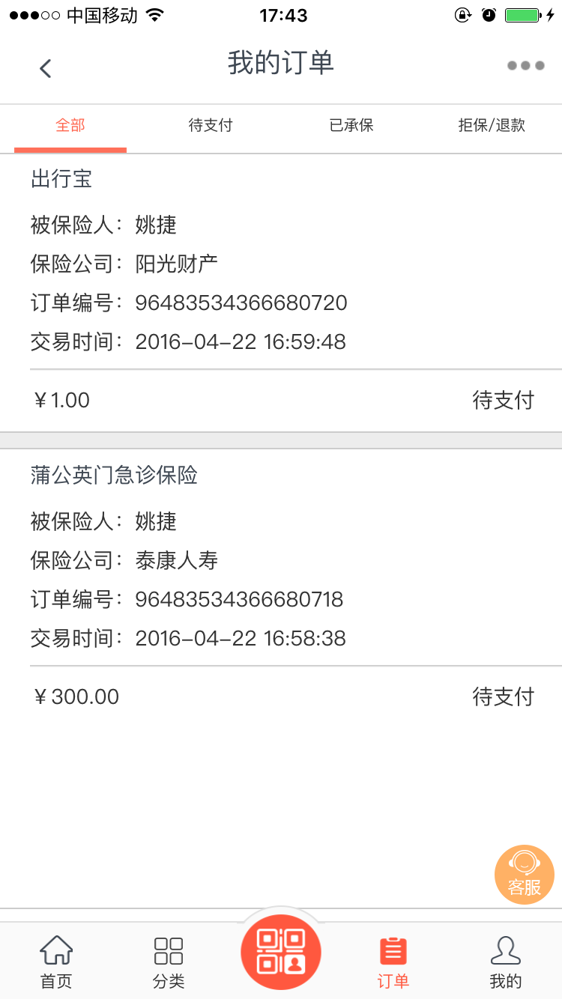 中国移动 17:43
我的订单
全部 待支付 已承保 拒保/退款
出行宝
被保险人：姚捷
保险公司：阳光财产
订单编号：96483534366680720
交易时间：2016-04-22 16:59:48
￥1.00 待支付
蒲公英门急诊保险
被保险人：姚捷
保险公司：泰康人寿
订单编号：96483534366680718
交易时间：2016-04-22 16:58:38
￥300.00 待支付
客服
首页 分类 订单 我的